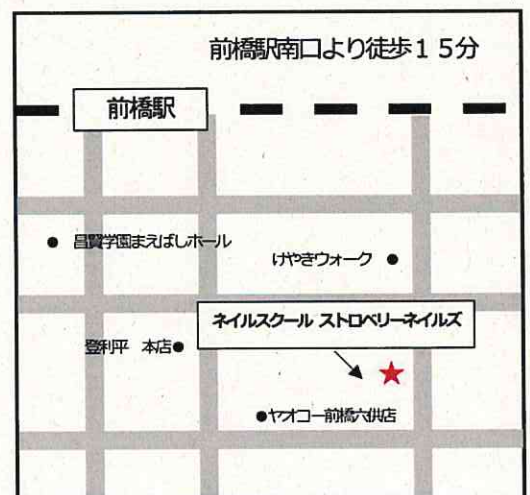 前橋駅南口より徒歩15分
前橋駅
昌賢学園まえばしホール
けやきウォーク
ネイルスクール ストロベリーネイルズ
登利平 本店
ヤオコー前橋六供店